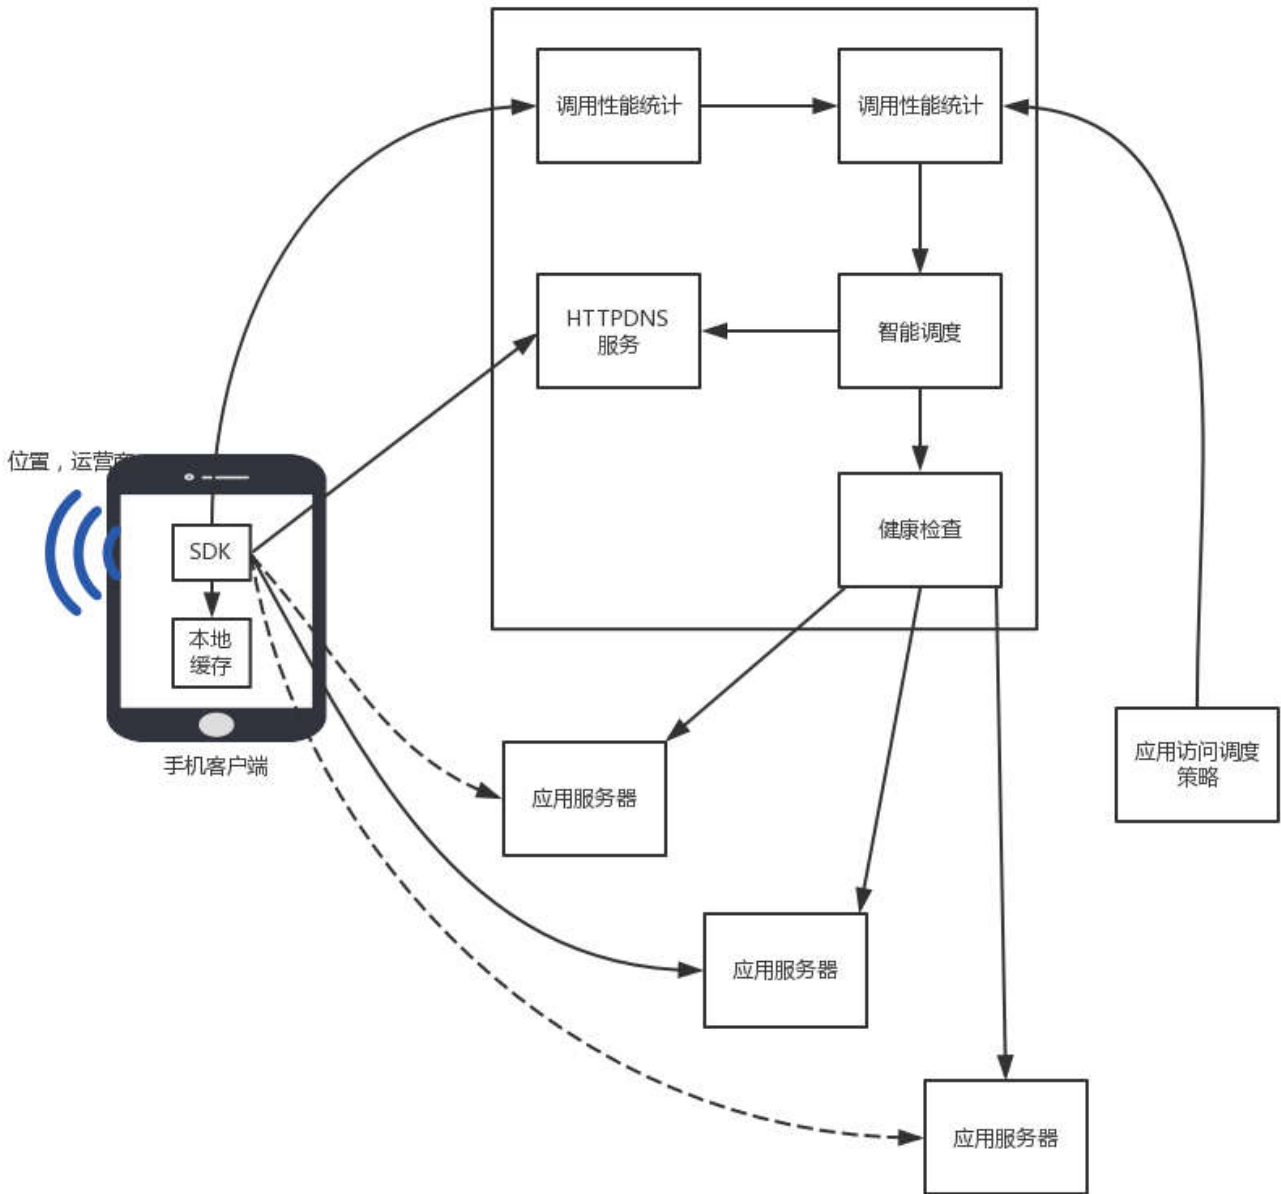 调用性能统计
调用性能统计
HTTPDNS
服务
智能调度
位置，运营
健康检查
SDK
本地
缓存
手机客户端
应用访问调度
策略
应用服务器
应用服务器
应用服务器